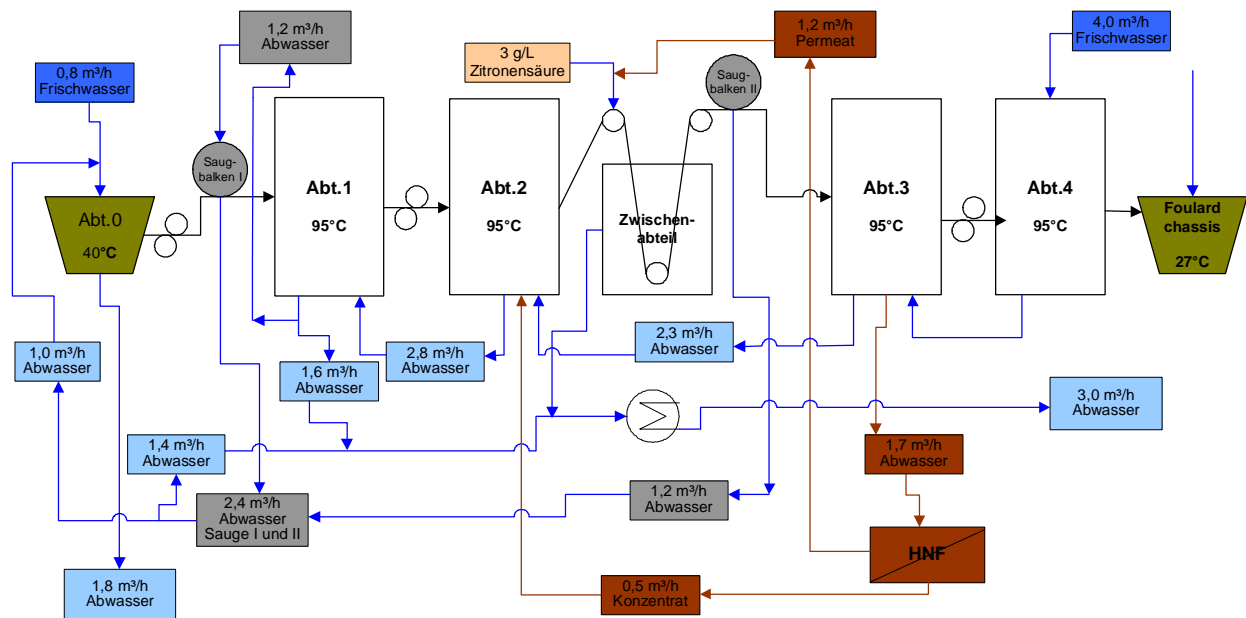 1,2 m³/h
Abwasser
3 g/L
Zitronensäure
1,2 m³/h
Permeat
4,0 m³/h
Frischwasser
0,8 m³/h
Frischwasser
Saug-
balken I
Saug-
balken II
Abt.0
40°C
Abt.1
95°C
Abt.2
95°C
Zwischen-
abteil
Abt.3
95°C
Abt.4
95°C
Foulard
chassis
27°C
1,0 m³/h
Abwasser
1,6 m³/h
Abwasser
2,8 m³/h
Abwasser
2,3 m³/h
Abwasser
3,0 m³/h
Abwasser
1,4 m³/h
Abwasser
1,7 m³/h
Abwasser
2,4 m³/h
Abwasser
Sauge I und II
1,2 m³/h
Abwasser
HNF
1,8 m³/h
Abwasser
0,5 m³/h
Konzentrat